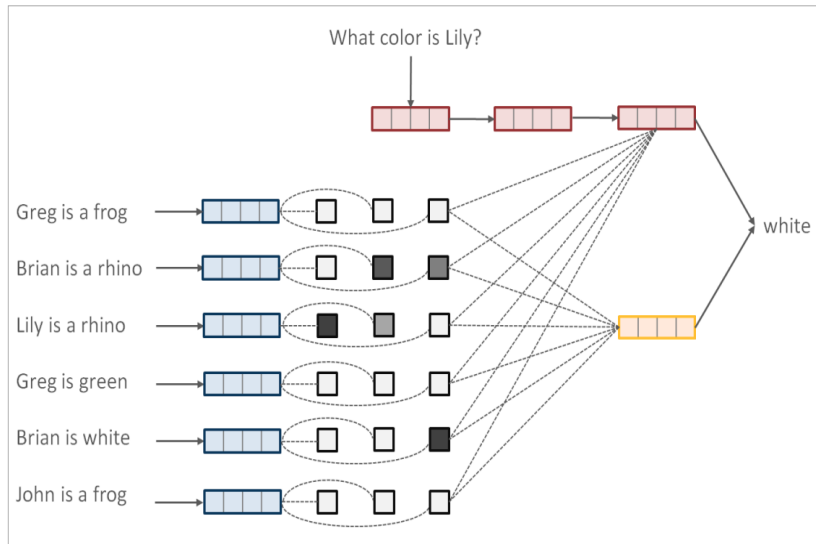 What color is Lily?
Greg is a frog
Brian is a rhino
white
Lily is a rhino
Greg is green
Brian is white
John is a frog